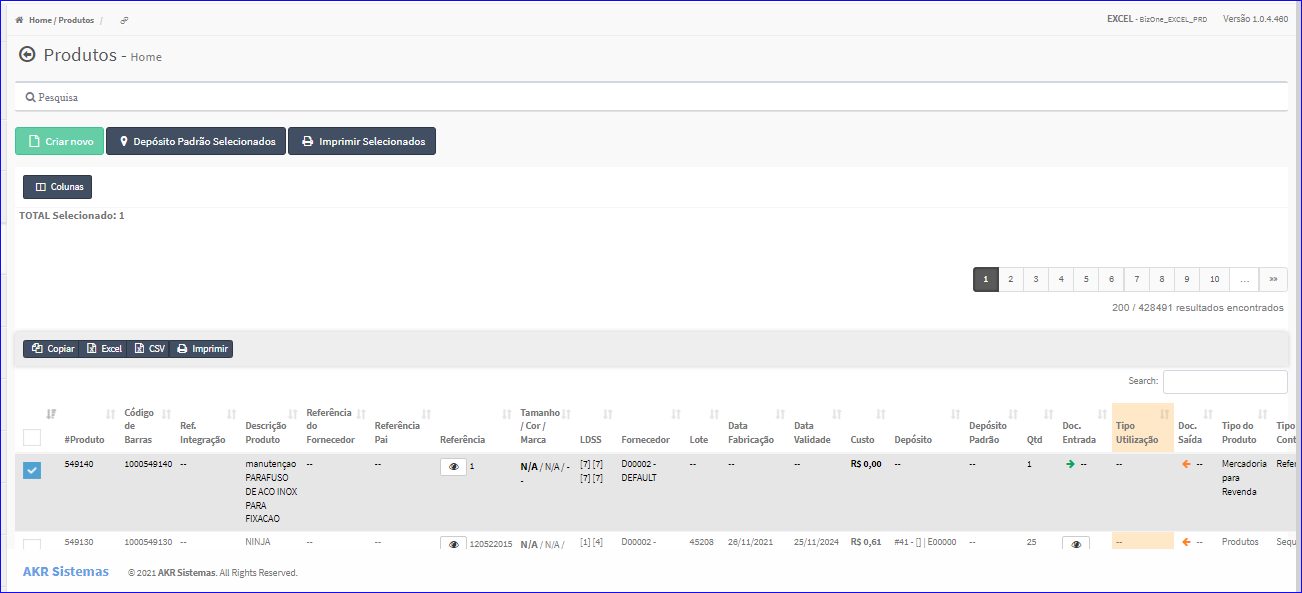 Home / Produtos /
EXCEL - BizOne_EXCEL_PRD Versão 1.0.4.460
Produtos - Home
Pesquisa
Criar novo Depósito Padrão Selecionados Imprimir Selecionados
Colunas
TOTAL Selecionado: 1
1 2 3 4 5 6 7 8 9 10 ... »
200 / 428491 resultados encontrados
Copiar Excel CSV Imprimir
Search:
#Produto Código de Barras Ref. Integração Descrição Produto Referência do Fornecedor Referência Pai Referência Tamanho / Cor / Marca LDSS Fornecedor Lote Data Fabricação Data Validade Custo Depósito Depósito Padrão Qtd Doc. Entrada Tipo Utilização Doc. Saída Tipo do Produto Tipo Cont
549140 1000549140 -- manutençao PARAFUSO DE ACO INOX PARA FIXACAO -- -- 1 N/A / N/A / - - [7] [7] [7] [7] D00002 - DEFAULT -- -- -- R$ 0,00 -- -- 1 -- -- -- Mercadoria para Revenda Refer
549130 1000549130 -- NINJA -- -- 120522015 N/A / N/A / [1] [4] D00002 - 45208 26/11/2021 25/11/2024 R$ 0,61 #41 - [] | E00000 -- 25 -- -- Produtos Sequ
AKR Sistemas © 2021 AKR Sistemas. All Rights Reserved.